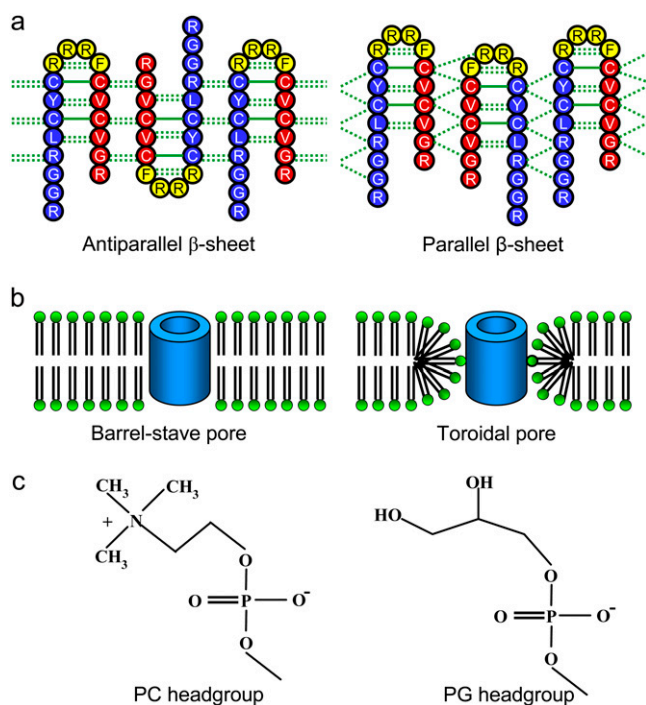 a
R R R F
C Y C L R G G R
C V C V G R
R G V C V C
F R R R
R G G R L C Y C
R R R F
C Y C L R G G R
C V C V G R
Antiparallel β-sheet
R R R F
C Y C L R G G R
C V C V G R
F R R R
C V C V G R
C Y C L R G G R
R R R F
C Y C L R G G R
C V C V G R
Parallel β-sheet
b
Barrel-stave pore
Toroidal pore
c
CH3
CH3
+
N
CH3
O
O
P
O-
O
PC headgroup
OH
HO
O
O
P
O-
O
PG headgroup